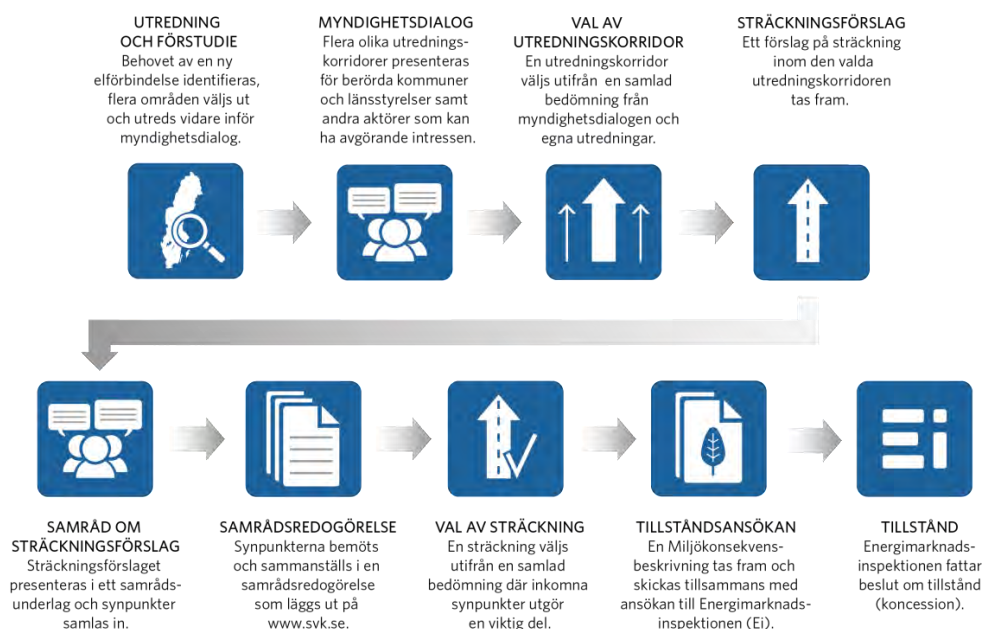 UTREDNING
OCH FÖRSTUDIE
Behovet av en ny
elförbindelse identifieras,
flera områden väljs ut
och utreds vidare inför
myndighetsdialog.
MYNDIGHETSDIALOG
Flera olika utrednings-
korridorer presenteras
för berörda kommuner
och länsstyrelser samt
andra aktörer som kan
ha avgörande intressen.
VAL AV
UTREDNINGSKORRIDOR
En utredningkorridor
väljs utifrån en samlad
bedömning från
myndighetsdialogen och
egna utredningar.
STRÄCKNINGSFÖRSLAG
Ett förslag på sträckning
inom den valda
utredningkorridoren
tas fram.
Ei
SAMRÅD OM
STRÄCKNINGSFÖRSLAG
Sträckningsförslaget
presenteras i ett samråds-
underlag och synpunkter
samlas in.
SAMRÅDSREDOGÖRELSE
Synpunkterna bemöts
och sammanställs i en
samrådsredogörelse
som läggs ut på
www.svk.se.
VAL AV STRÄCKNING
En sträckning väljs
utifrån en samlad
bedömning där inkomna
synpunkter utgör
en viktig del.
TILLSTÅNDSANSÖKAN
En Miljökonsekvens-
beskrivning tas fram och
skickas tillsammans med
ansökan till Energimarknads-
inspektionen (Ei).
TILLSTÅND
Energimarknads-
inspektionen fattar
beslut om tillstånd
(koncession).